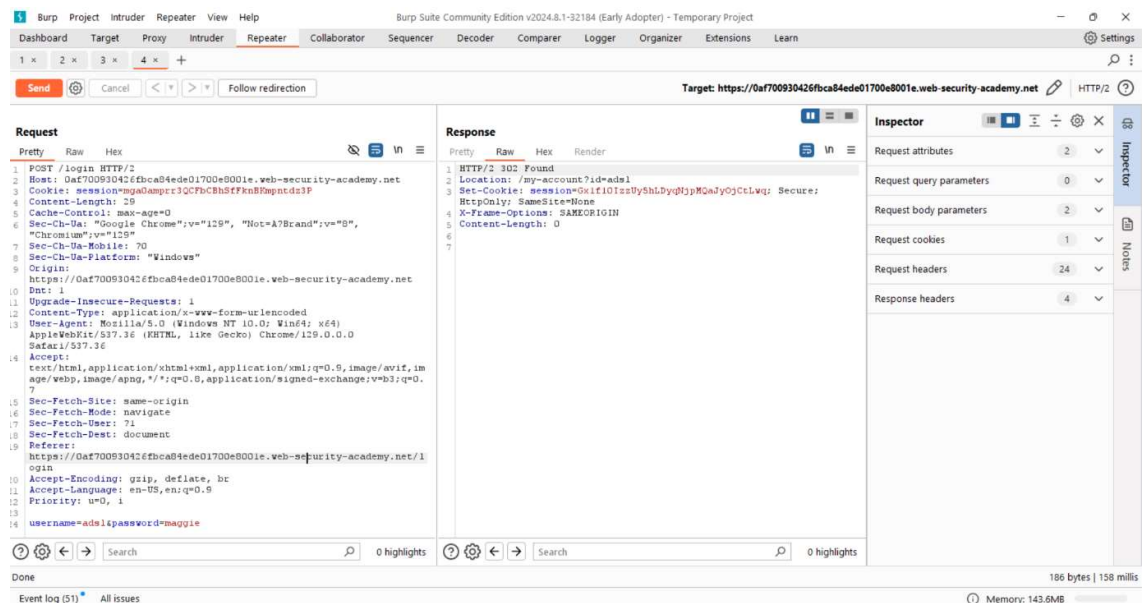 Burp Project Intruder Repeater View Help Burp Suite Community Edition v2024.8.1-32184 (Early Adopter) - Temporary Project
Dashboard Target Proxy Intruder Repeater Collaborator Sequencer Decoder Comparer Logger Organizer Extensions Learn Settings
1 × 2 × 3 × 4 × +
Send Cancel < > Follow redirection Target: https://0af700930426fbca84ede01700e8001e.web-security-academy.net HTTP/2
Request
Pretty Raw Hex \n
1 POST /login HTTP/2
2 Host: 0af700930426fbca84ede01700e8001e.web-security-academy.net
3 Cookie: session=mga0amprr3QCFbCBhSfFknBKmpntdz3P
4 Content-Length: 29
5 Cache-Control: max-age=0
6 Sec-Ch-Ua: "Google Chrome";v="129", "Not=A?Brand";v="8",
"Chromium";v="129"
7 Sec-Ch-Ua-Mobile: ?0
8 Sec-Ch-Ua-Platform: "Windows"
9 Origin:
https://0af700930426fbca84ede01700e8001e.web-security-academy.net
10 Dnt: 1
11 Upgrade-Insecure-Requests: 1
12 Content-Type: application/x-www-form-urlencoded
13 User-Agent: Mozilla/5.0 (Windows NT 10.0; Win64; x64)
AppleWebKit/537.36 (KHTML, like Gecko) Chrome/129.0.0.0
Safari/537.36
14 Accept:
text/html,application/xhtml+xml,application/xml;q=0.9,image/avif,im
age/webp,image/apng,*/*;q=0.8,application/signed-exchange;v=b3;q=0.
7
15 Sec-Fetch-Site: same-origin
16 Sec-Fetch-Mode: navigate
17 Sec-Fetch-User: ?1
18 Sec-Fetch-Dest: document
19 Referer:
https://0af700930426fbca84ede01700e8001e.web-security-academy.net/l
ogin
20 Accept-Encoding: gzip, deflate, br
21 Accept-Language: en-US,en;q=0.9
22 Priority: u=0, i
23
24 username=adsl&password=maggie
Search 0 highlights
Response
Pretty Raw Hex Render \n
1 HTTP/2 302 Found
2 Location: /my-account?id=adsl
3 Set-Cookie: session=Gxif1OIzzUy5hLDyqNjpMQaJyOjCtLwq; Secure;
HttpOnly; SameSite=None
4 X-Frame-Options: SAMEORIGIN
5 Content-Length: 0
6
7
Search 0 highlights
Inspector
Request attributes 2
Request query parameters 0
Request body parameters 2
Request cookies 1
Request headers 24
Response headers 4
Inspector
Notes
Done 186 bytes | 158 millis
Event log (51) All issues Memory: 143.6MB